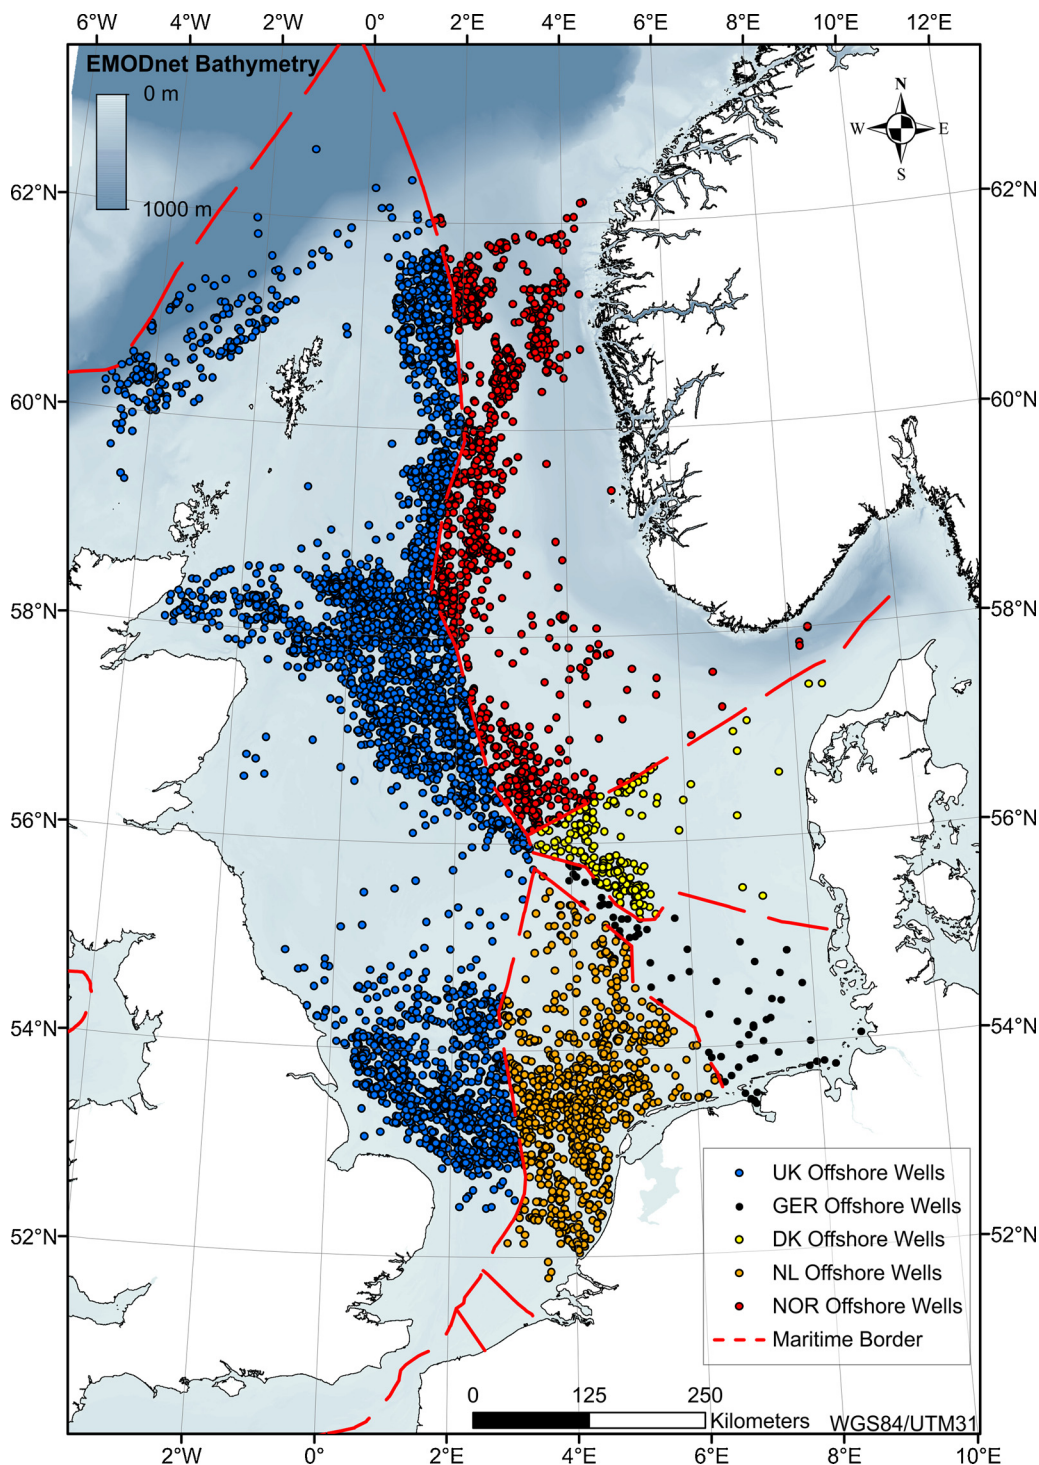 6°W 4°W 2°W 0° 2°E 4°E 6°E 8°E 10°E 12°E
EMODnet Bathymetry
0 m
1000 m
N
W E
S
62°N 62°N
60°N 60°N
58°N 58°N
56°N 56°N
54°N 54°N
52°N 52°N
UK Offshore Wells
GER Offshore Wells
DK Offshore Wells
NL Offshore Wells
NOR Offshore Wells
Maritime Border
0 125 250
Kilometers WGS84/UTM31
2°W 0° 2°E 4°E 6°E 8°E 10°E